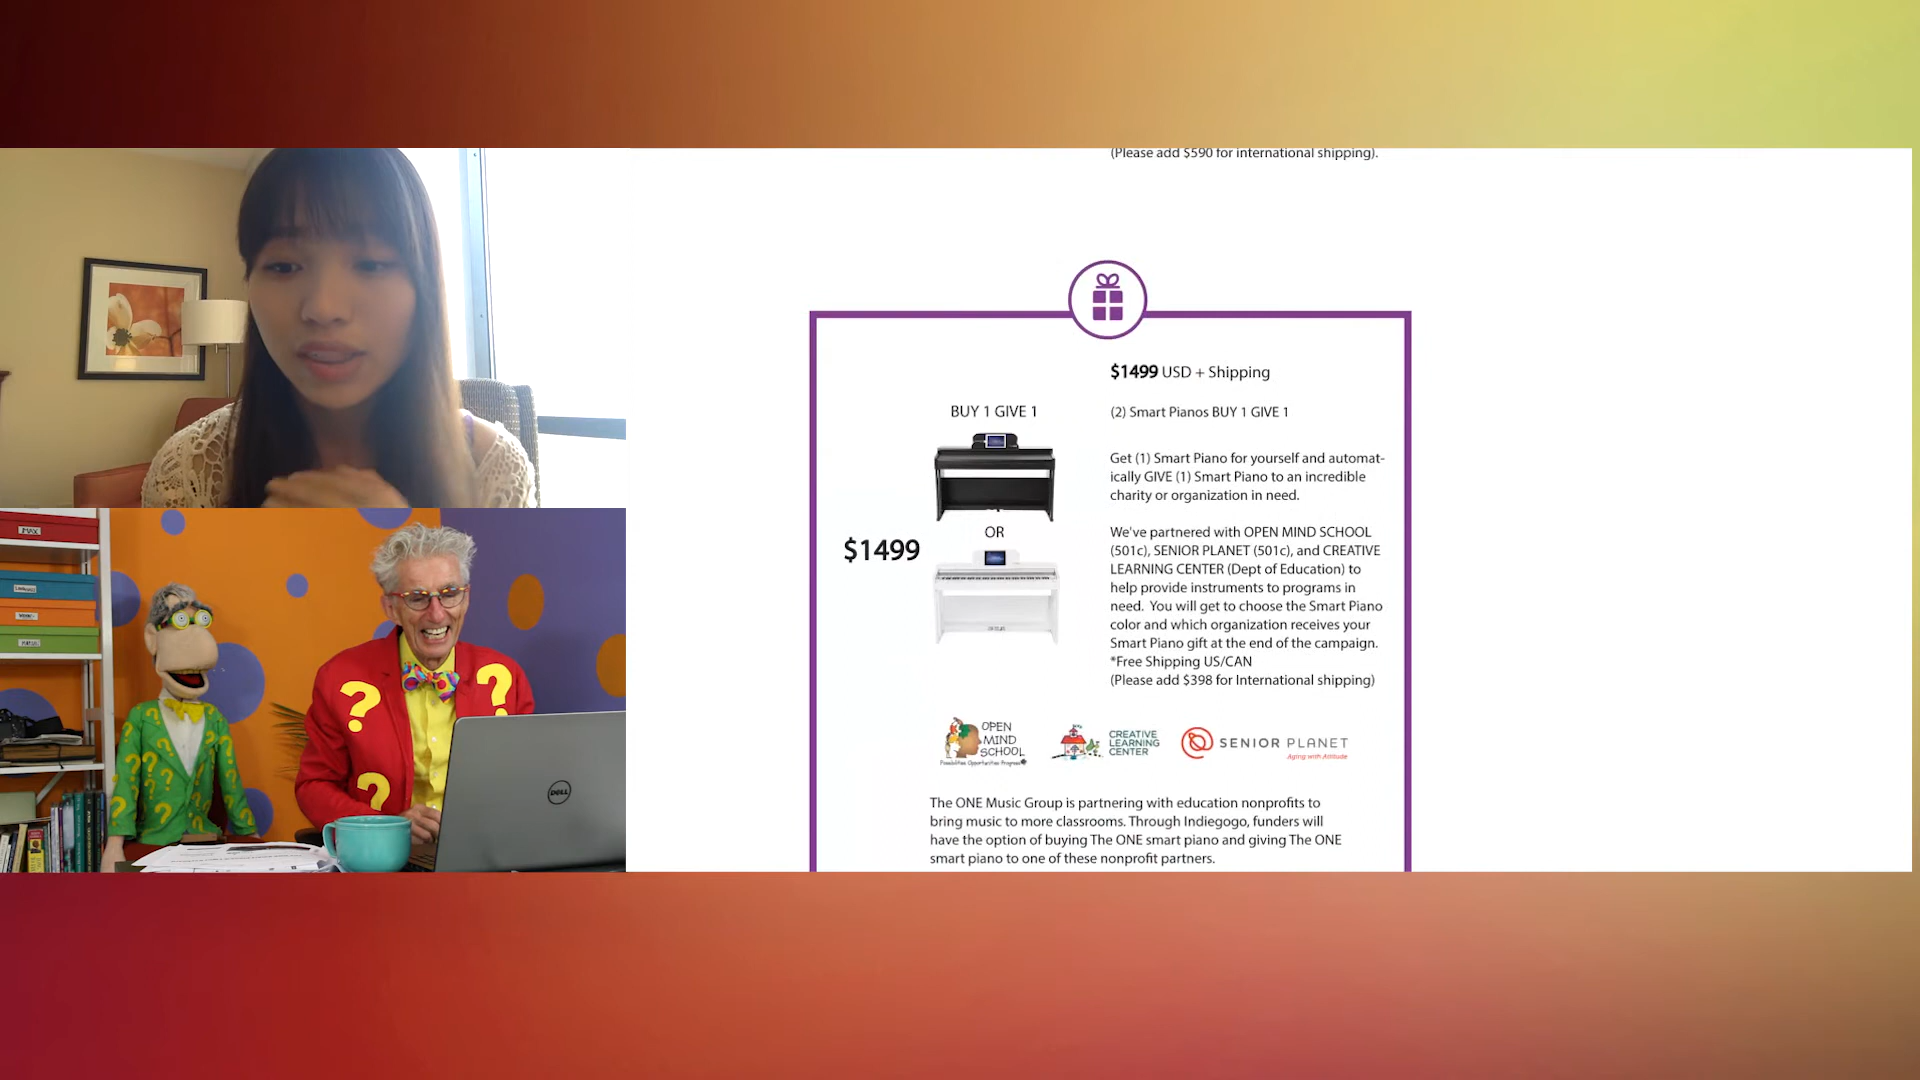 (Please add $590 for international shipping).
$1499 USD + Shipping
BUY 1 GIVE 1
(2) Smart Pianos BUY 1 GIVE 1
Get (1) Smart Piano for yourself and automat-
ically GIVE (1) Smart Piano to an incredible
charity or organization in need.
OR
$1499
We've partnered with OPEN MIND SCHOOL
(501c), SENIOR PLANET (501c), and CREATIVE
LEARNING CENTER (Dept of Education) to
help provide instruments to programs in
need. You will get to choose the Smart Piano
color and which organization receives your
Smart Piano gift at the end of the campaign.
*Free Shipping US/CAN
(Please add $398 for International shipping)
OPEN
MIND
SCHOOL
Possibilities Opportunities Progress
CREATIVE
LEARNING
CENTER
SENIOR PLANET
Aging with Attitude
The ONE Music Group is partnering with education nonprofits to
bring music to more classrooms. Through Indiegogo, funders will
have the option of buying The ONE smart piano and giving The ONE
smart piano to one of these nonprofit partners.
MAX
DELL
? ? ?